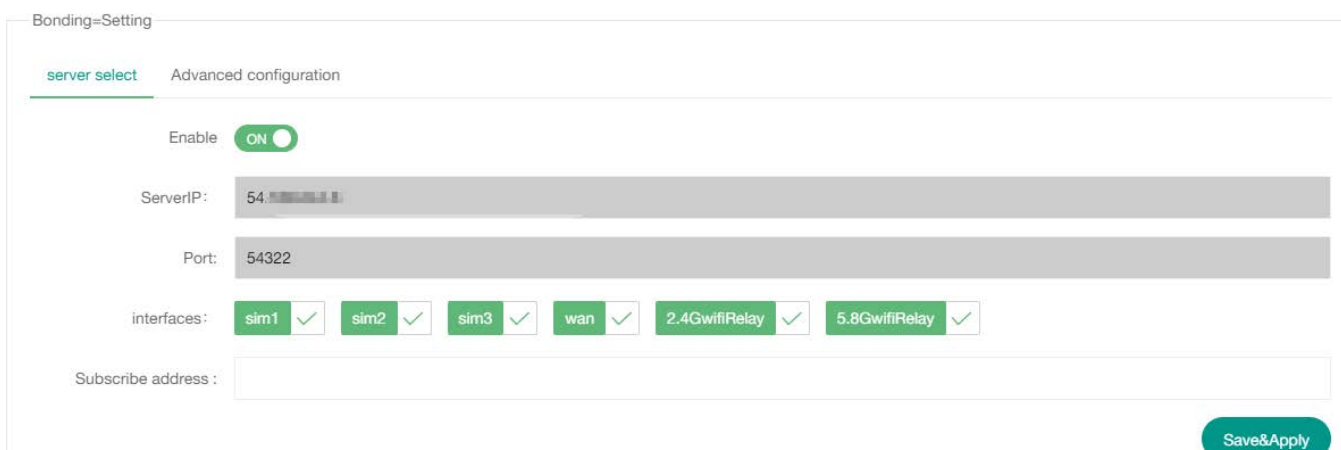 Bonding=Setting
server select Advanced configuration
Enable ON
ServerIP: 54.
Port: 54322
interfaces: sim1 sim2 sim3 wan 2.4GwifiRelay 5.8GwifiRelay
Subscribe address :
Save&Apply